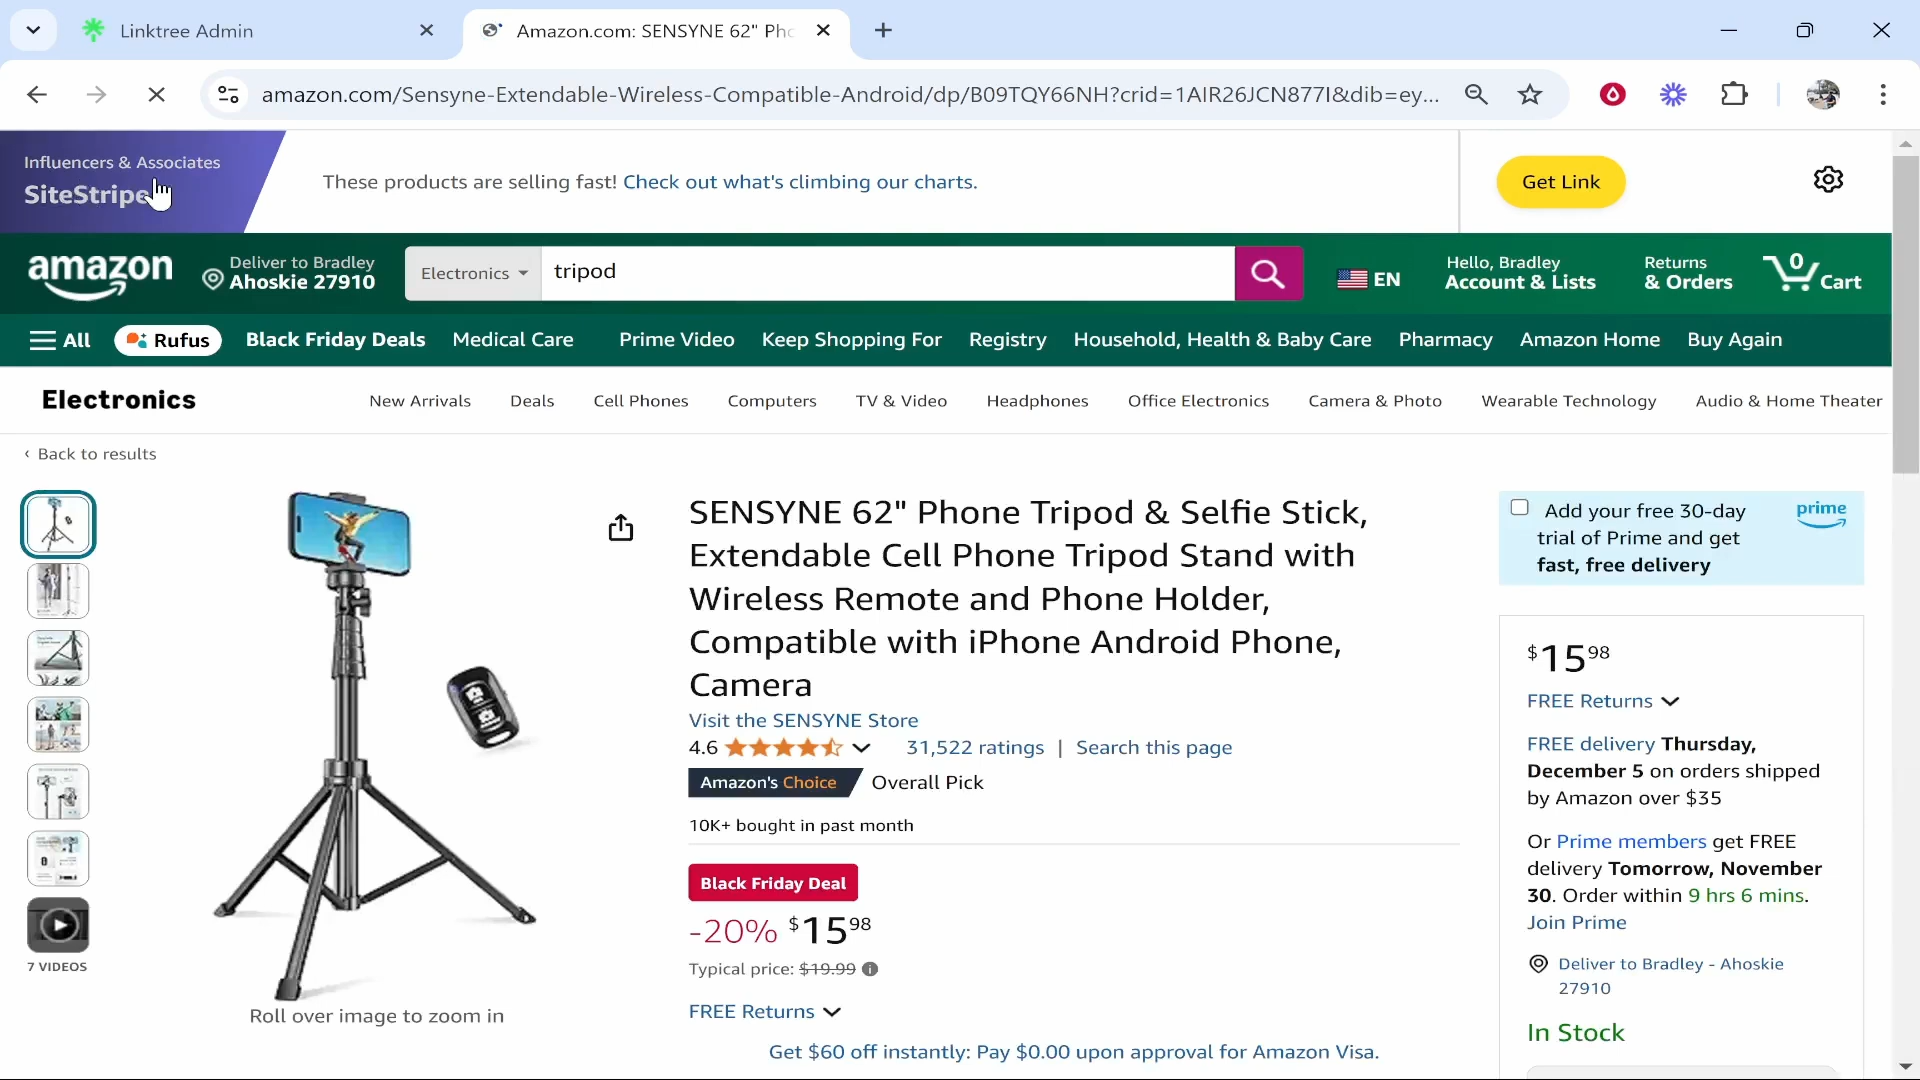 Linktree Admin
Amazon.com: SENSYNE 62" Pho
amazon.com/Sensyne-Extendable-Wireless-Compatible-Android/dp/B09TQY66NH?crid=1AIR26JCN877I&dib=ey...
Influencers & Associates
SiteStripe
These products are selling fast! Check out what's climbing our charts.
Get Link
amazon
Deliver to Bradley
Ahoskie 27910
Electronics
tripod
EN
Hello, Bradley
Account & Lists
Returns
& Orders
0
Cart
All
Rufus
Black Friday Deals
Medical Care
Prime Video
Keep Shopping For
Registry
Household, Health & Baby Care
Pharmacy
Amazon Home
Buy Again
Electronics
New Arrivals
Deals
Cell Phones
Computers
TV & Video
Headphones
Office Electronics
Camera & Photo
Wearable Technology
Audio & Home Theater
‹ Back to results
7 VIDEOS
Roll over image to zoom in
SENSYNE 62" Phone Tripod & Selfie Stick,
Extendable Cell Phone Tripod Stand with
Wireless Remote and Phone Holder,
Compatible with iPhone Android Phone,
Camera
Visit the SENSYNE Store
4.6
31,522 ratings | Search this page
Amazon's Choice Overall Pick
10K+ bought in past month
Black Friday Deal
-20% $15 98
Typical price: $19.99
FREE Returns
Get $60 off instantly: Pay $0.00 upon approval for Amazon Visa.
Add your free 30-day
trial of Prime and get
fast, free delivery
prime
$15 98
FREE Returns
FREE delivery Thursday,
December 5 on orders shipped
by Amazon over $35
Or Prime members get FREE
delivery Tomorrow, November
30. Order within 9 hrs 6 mins.
Join Prime
Deliver to Bradley - Ahoskie
27910
In Stock